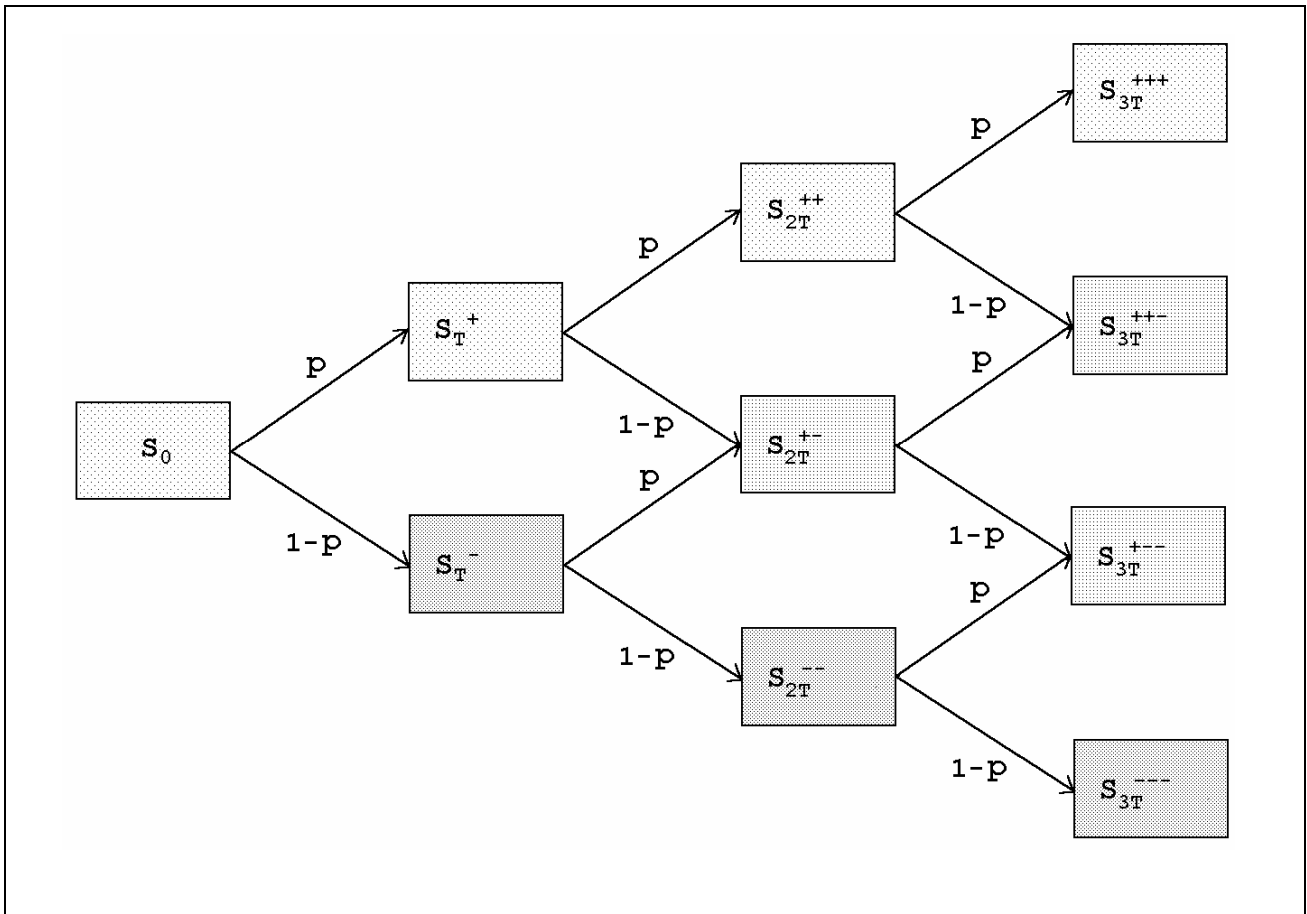 S₃T⁺⁺⁺
p
S₂T⁺⁺
p
1-p
S₃T⁺⁺⁻
ST⁺
p
p
1-p
S₂T⁺⁻
S₀
p
1-p
1-p
S₃T⁺⁻⁻
ST⁻
p
1-p
S₂T⁻⁻
1-p
S₃T⁻⁻⁻